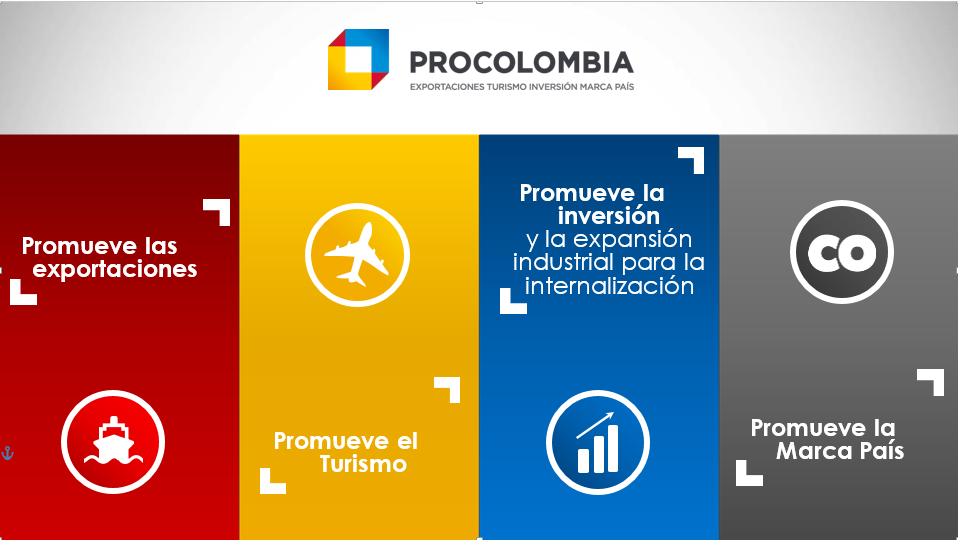 PROCOLOMBIA
EXPORTACIONES TURISMO INVERSIÓN MARCA PAÍS
Promueve las
exportaciones
Promueve el
Turismo
Promueve la
inversión
y la expansión
industrial para la
internalización
CO
Promueve la
Marca País